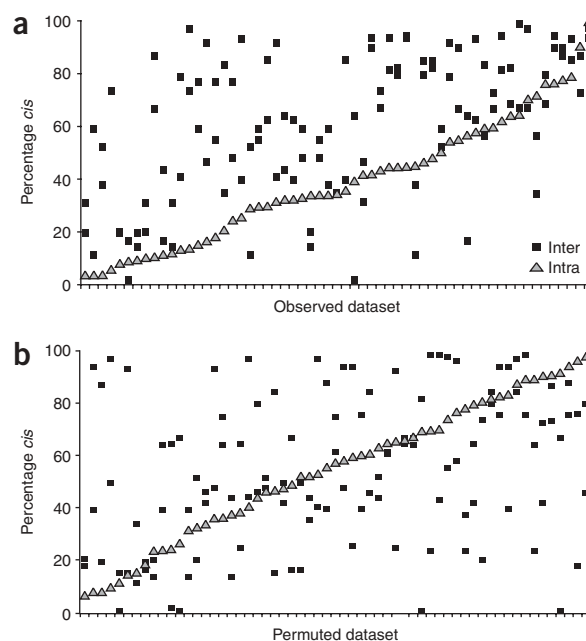 a
100
80
60
40
20
0
Percentage cis
Inter
Intra
Observed dataset
b
100
80
60
40
20
0
Percentage cis
Permuted dataset